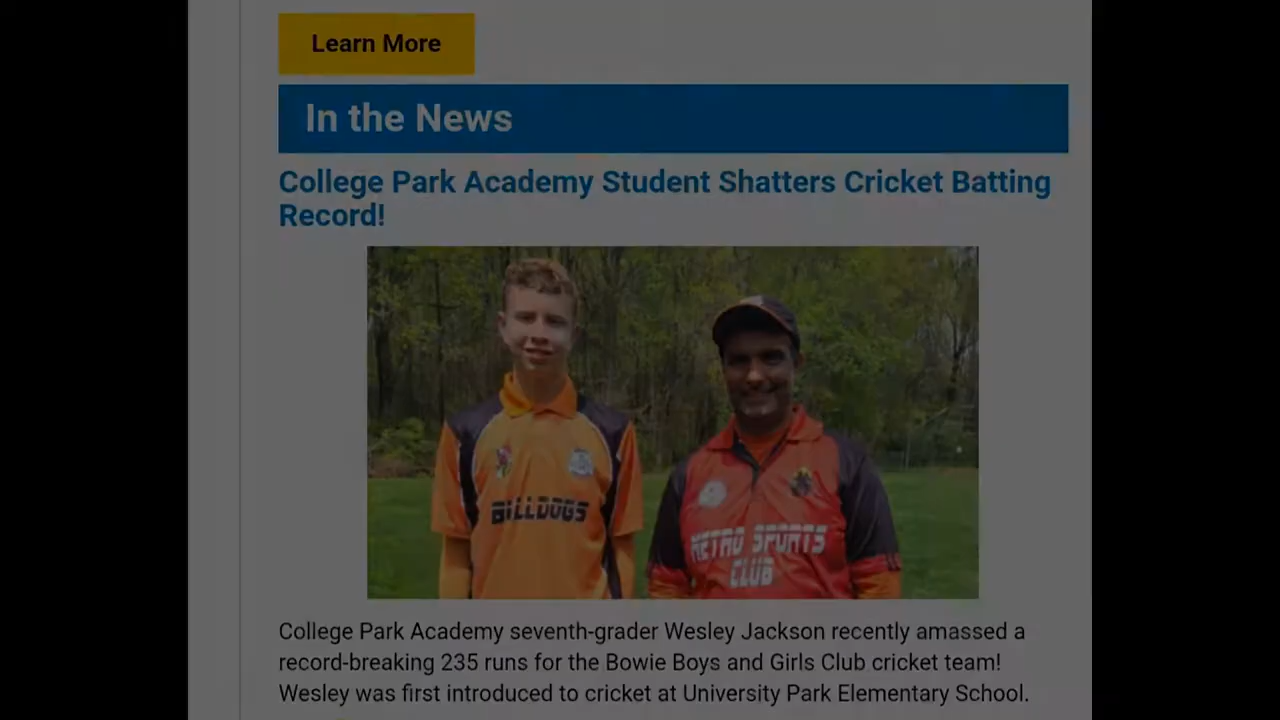 Learn More
In the News
College Park Academy Student Shatters Cricket Batting
Record!
BULLDOGS
METRO SPORTS
CLUB
College Park Academy seventh-grader Wesley Jackson recently amassed a
record-breaking 235 runs for the Bowie Boys and Girls Club cricket team!
Wesley was first introduced to cricket at University Park Elementary School.